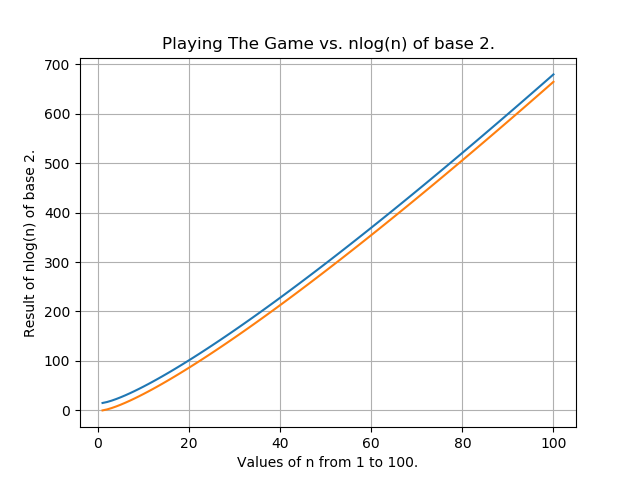 Playing The Game vs. nlog(n) of base 2.
700
600
500
400
300
200
100
0
Result of nlog(n) of base 2.
0 20 40 60 80 100
Values of n from 1 to 100.